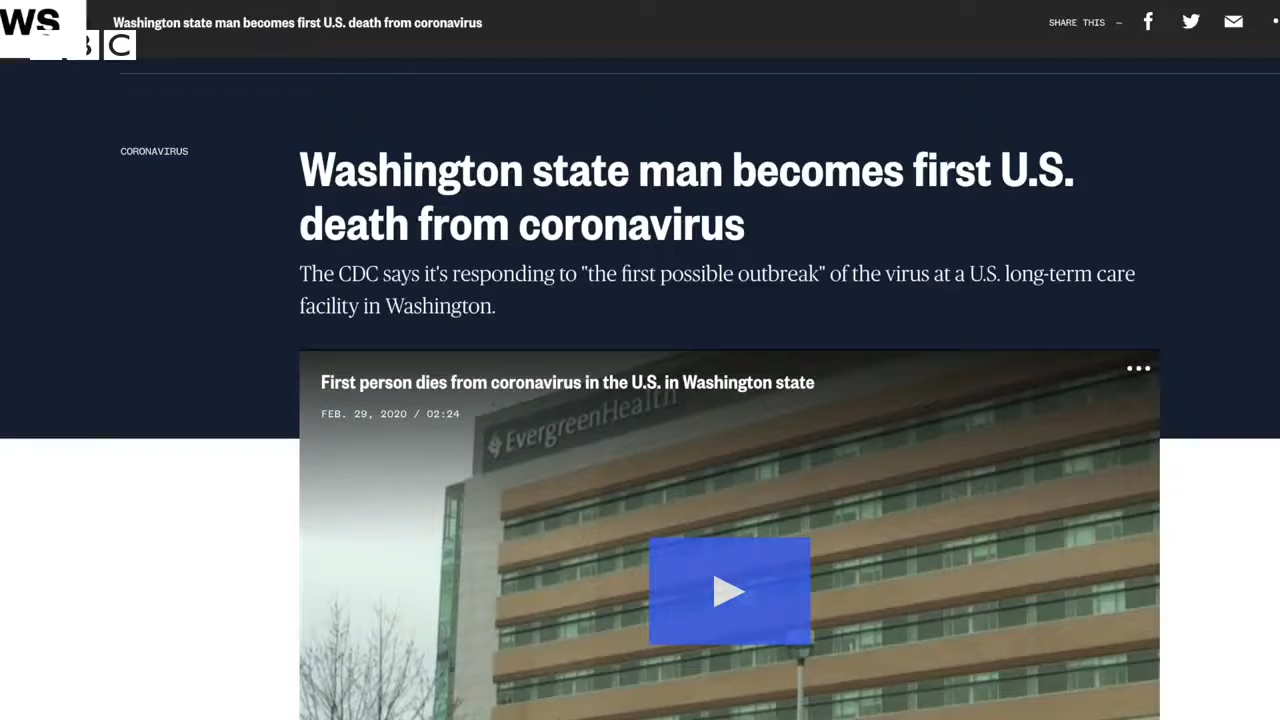 WS
Washington state man becomes first U.S. death from coronavirus
SHARE THIS –
C
CORONAVIRUS
Washington state man becomes first U.S.
death from coronavirus
The CDC says it's responding to "the first possible outbreak" of the virus at a U.S. long-term care
facility in Washington.
First person dies from coronavirus in the U.S. in Washington state
FEB. 29, 2020 / 02:24
EvergreenHealth